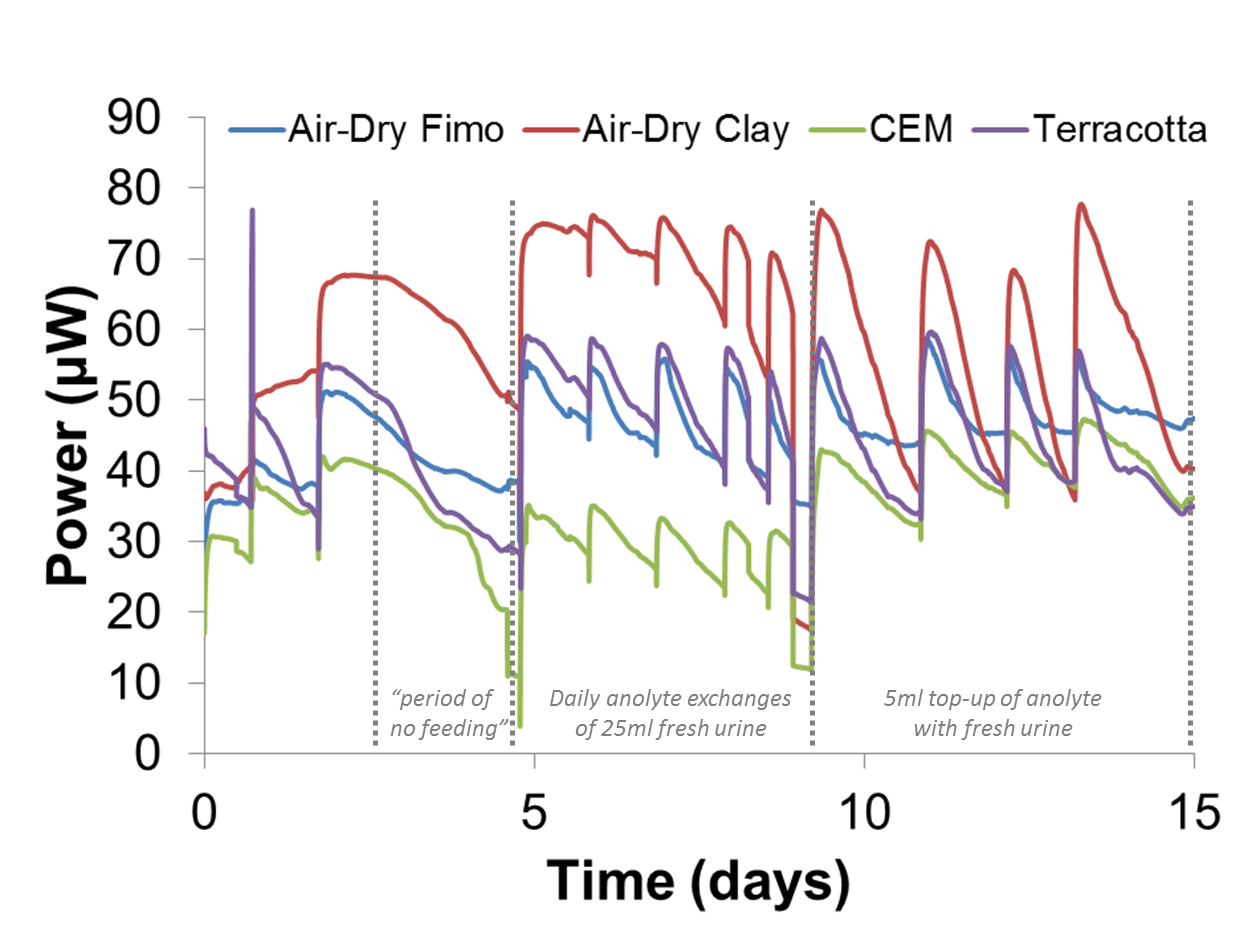 90
80
70
60
50
40
30
20
10
0
Power (μW)
Air-Dry Fimo Air-Dry Clay CEM Terracotta
“period of
no feeding”
Daily anolyte exchanges
of 25ml fresh urine
5ml top-up of anolyte
with fresh urine
0 5 10 15
Time (days)